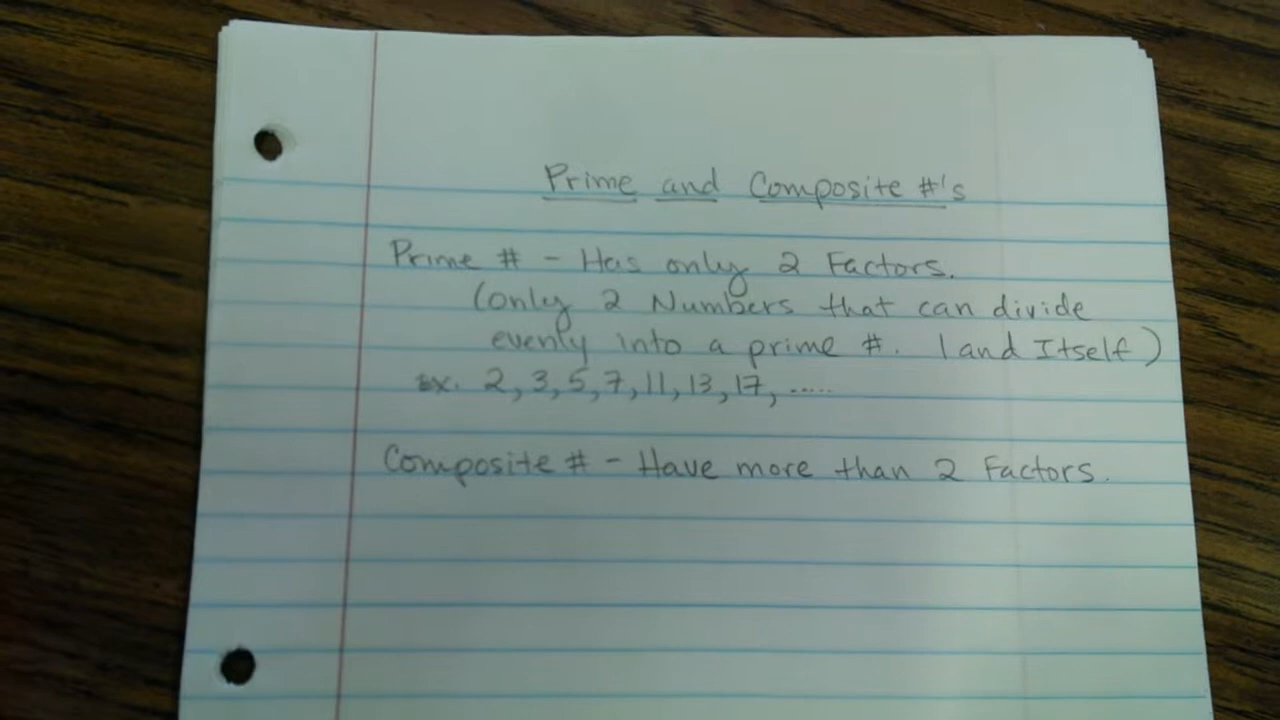 Prime and Composite #'s
Prime # - Has only 2 Factors.
(only 2 Numbers that can divide
evenly into a prime #. 1 and Itself)
Ex. 2, 3, 5, 7, 11, 13, 17, .....
Composite # - Have more than 2 Factors.